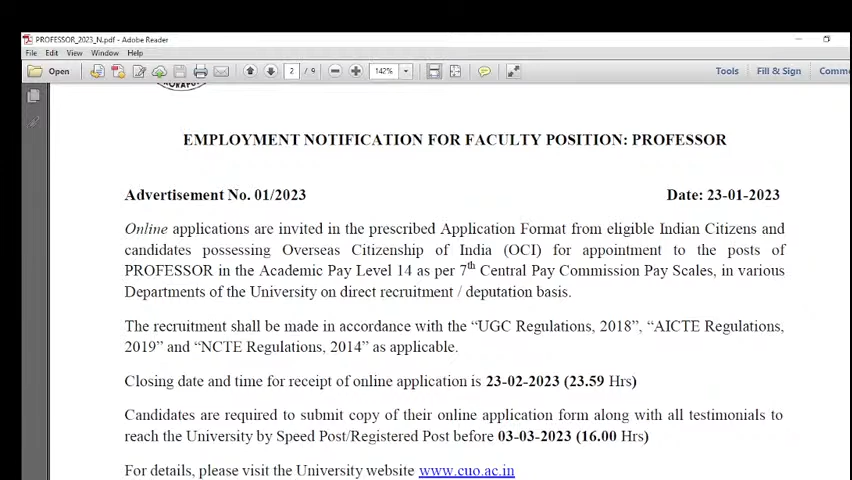 PROFESSOR_2023_N.pdf - Adobe Reader
File Edit View Window Help
Open 2 / 9 142% Tools Fill & Sign Comme
EMPLOYMENT NOTIFICATION FOR FACULTY POSITION: PROFESSOR
Advertisement No. 01/2023 Date: 23-01-2023
Online applications are invited in the prescribed Application Format from eligible Indian Citizens and
candidates possessing Overseas Citizenship of India (OCI) for appointment to the posts of
PROFESSOR in the Academic Pay Level 14 as per 7th Central Pay Commission Pay Scales, in various
Departments of the University on direct recruitment / deputation basis.
The recruitment shall be made in accordance with the “UGC Regulations, 2018”, “AICTE Regulations,
2019” and “NCTE Regulations, 2014” as applicable.
Closing date and time for receipt of online application is 23-02-2023 (23.59 Hrs)
Candidates are required to submit copy of their online application form along with all testimonials to
reach the University by Speed Post/Registered Post before 03-03-2023 (16.00 Hrs)
For details, please visit the University website www.cuo.ac.in